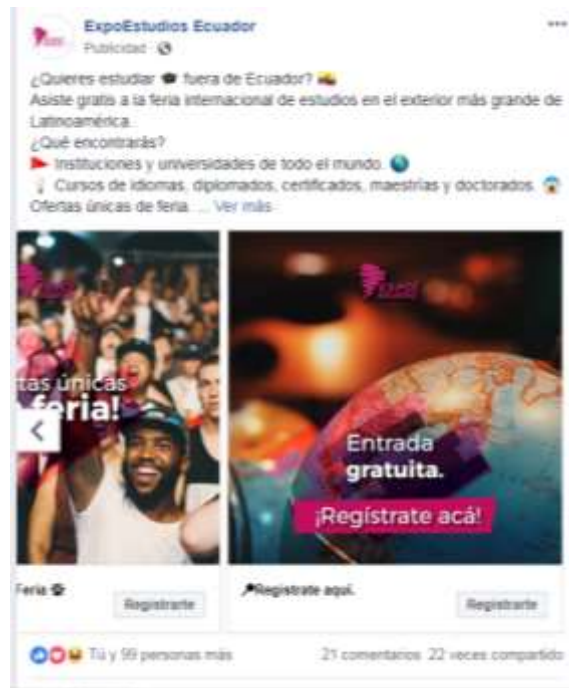 ExpoEstudios Ecuador
Publicidad
¿Quieres estudiar 🎓 fuera de Ecuador?
Asiste gratis a la feria internacional de estudios en el exterior más grande de
Latinoamérica.
¿Qué encontrarás?
Instituciones y universidades de todo el mundo.
Cursos de idiomas, diplomados, certificados, maestrías y doctorados.
Ofertas únicas de feria. ... Ver más
tas únicas
feria!
Entrada
gratuita.
¡Regístrate acá!
Feria
Registrarte
Regístrate aquí.
Registrarte
Tú y 99 personas más
21 comentarios 22 veces compartido